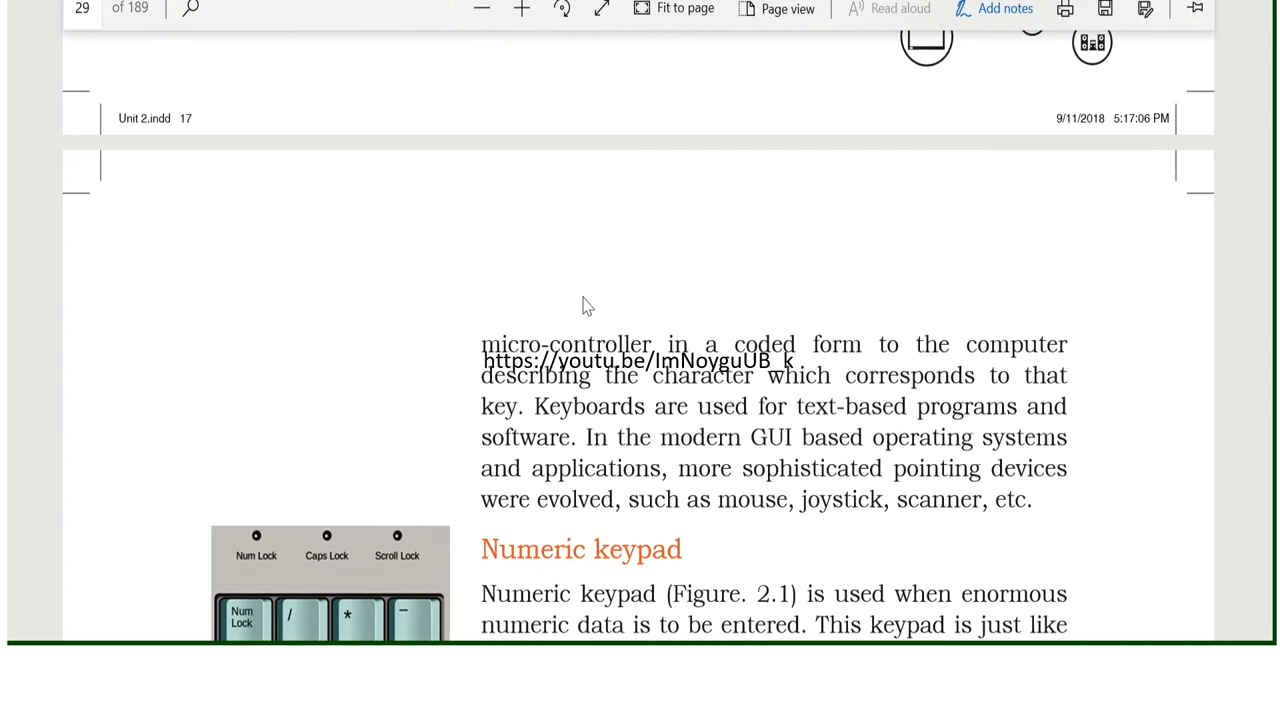 29 of 189 Fit to page Page view Read aloud Add notes
Unit 2.indd 17 9/11/2018 5:17:06 PM
micro-controller in a coded form to the computer
https://youtu.be/ImNoyguUB_k
describing the character which corresponds to that
key. Keyboards are used for text-based programs and
software. In the modern GUI based operating systems
and applications, more sophisticated pointing devices
were evolved, such as mouse, joystick, scanner, etc.
Num Lock Caps Lock Scroll Lock
Num Lock / * −
Numeric keypad
Numeric keypad (Figure. 2.1) is used when enormous
numeric data is to be entered. This keypad is just like